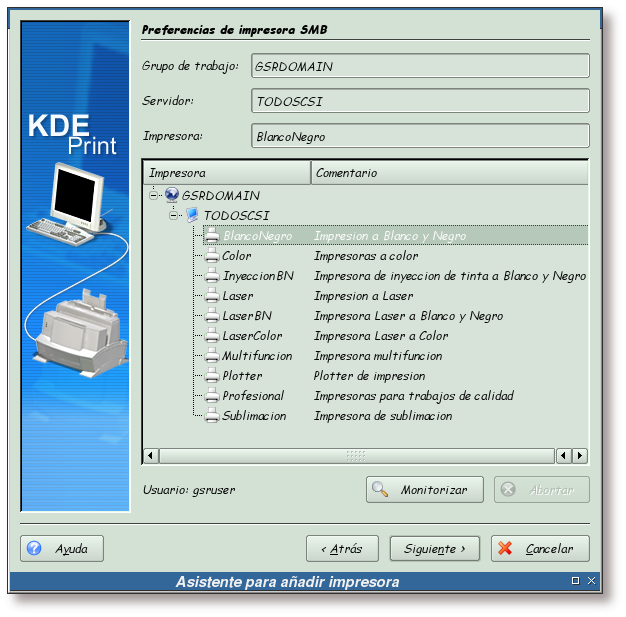 KDE
Print
Preferencias de impresora SMB
Grupo de trabajo: GSRDOMAIN
Servidor: TODOSCSI
Impresora: BlancoNegro
Impresora Comentario
GSRDOMAIN
TODOSCSI
BlancoNegro Impresion a Blanco y Negro
Color Impresoras a color
InyeccionBN Impresora de inyeccion de tinta a Blanco y Negro
Laser Impresion a Laser
LaserBN Impresora Laser a Blanco y Negro
LaserColor Impresora Laser a Color
Multifuncion Impresora multifuncion
Plotter Plotter de impresion
Profesional Impresoras para trabajos de calidad
Sublimacion Impresora de sublimacion
Usuario: gsruser Monitorizar Abortar
Ayuda < Atrás Siguiente > Cancelar
Asistente para añadir impresora